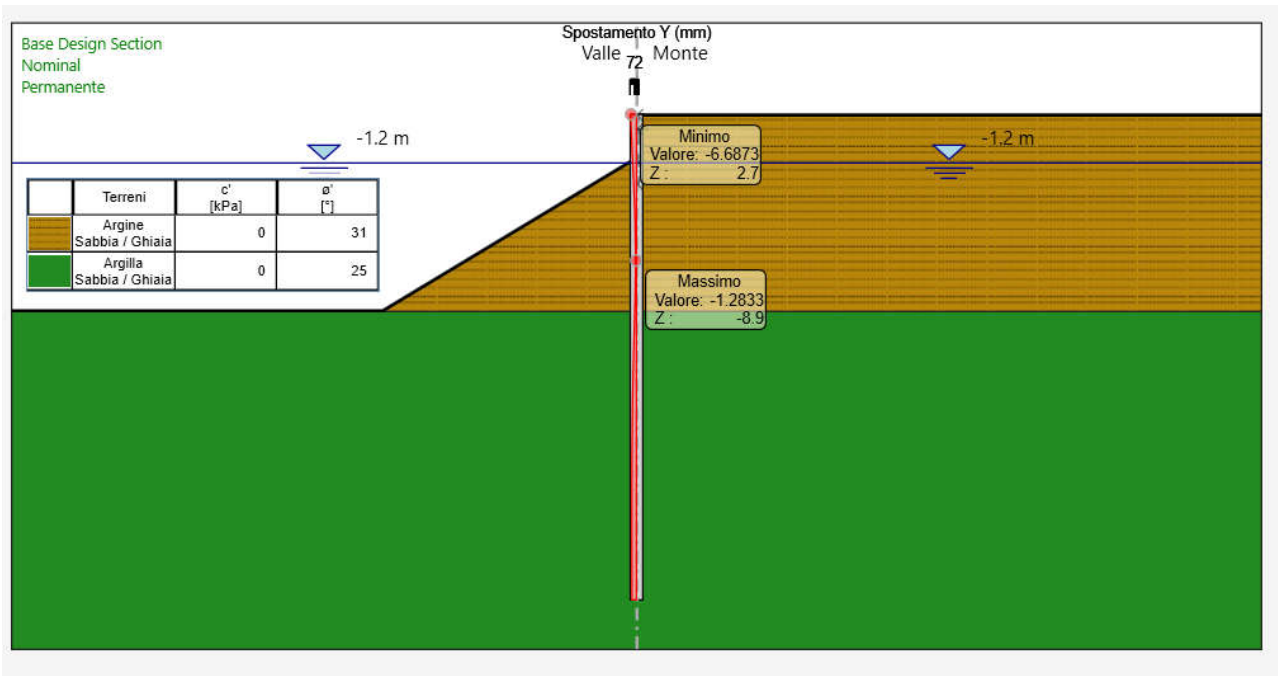 Base Design Section
Nominal
Permanente
Spostamento Y (mm)
Valle Monte
72
-1.2 m
-1.2 m
Minimo
Valore: -6.6873
Z : 2.7
Terreni c' ø'
[kPa] [°]
Argine
Sabbia / Ghiaia 0 31
Argilla
Sabbia / Ghiaia 0 25
Massimo
Valore: -1.2833
Z : -8.9